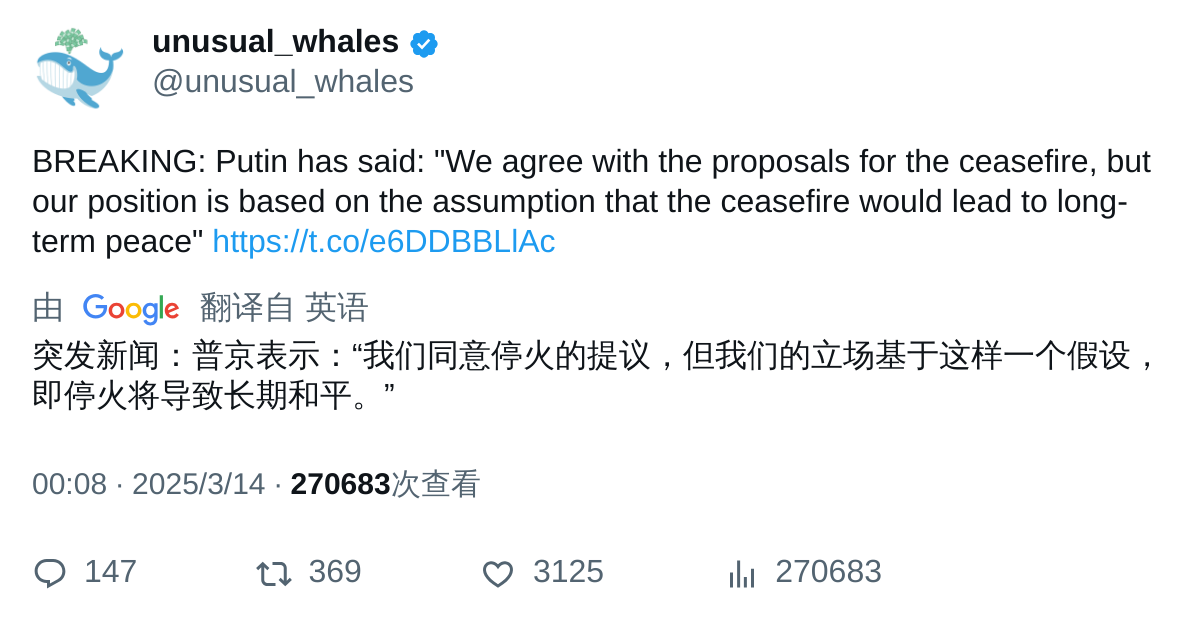 unusual_whales
@unusual_whales
BREAKING: Putin has said: "We agree with the proposals for the ceasefire, but
our position is based on the assumption that the ceasefire would lead to long-
term peace" https://t.co/e6DDBBLlAc
由 Google 翻译自 英语
突发新闻：普京表示：“我们同意停火的提议，但我们的立场基于这样一个假设，
即停火将导致长期和平。”
00:08 · 2025/3/14 · 270683次查看
147 369 3125 270683